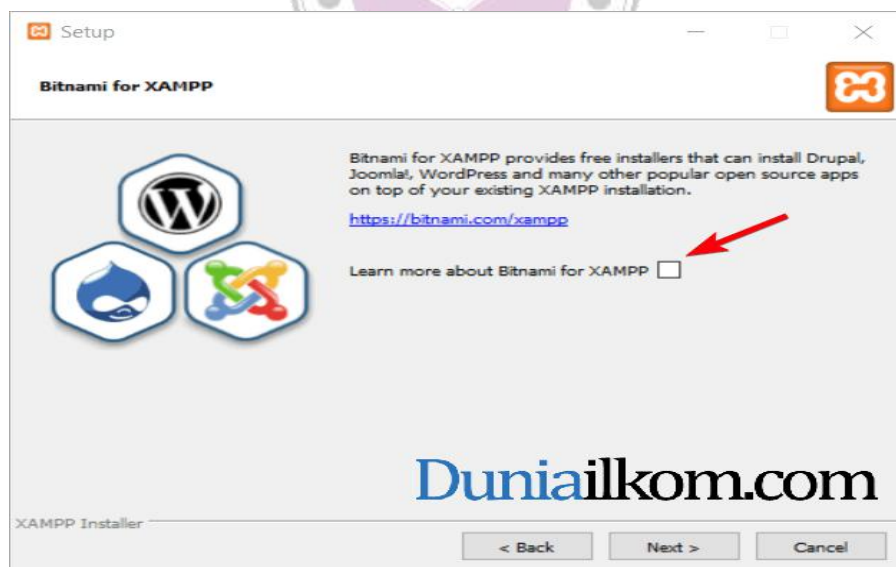 Setup
Bitnami for XAMPP
Bitnami for XAMPP provides free installers that can install Drupal,
Joomla!, WordPress and many other popular open source apps
on top of your existing XAMPP installation.
https://bitnami.com/xampp
Learn more about Bitnami for XAMPP
Duniailkom.com
XAMPP Installer
< Back
Next >
Cancel